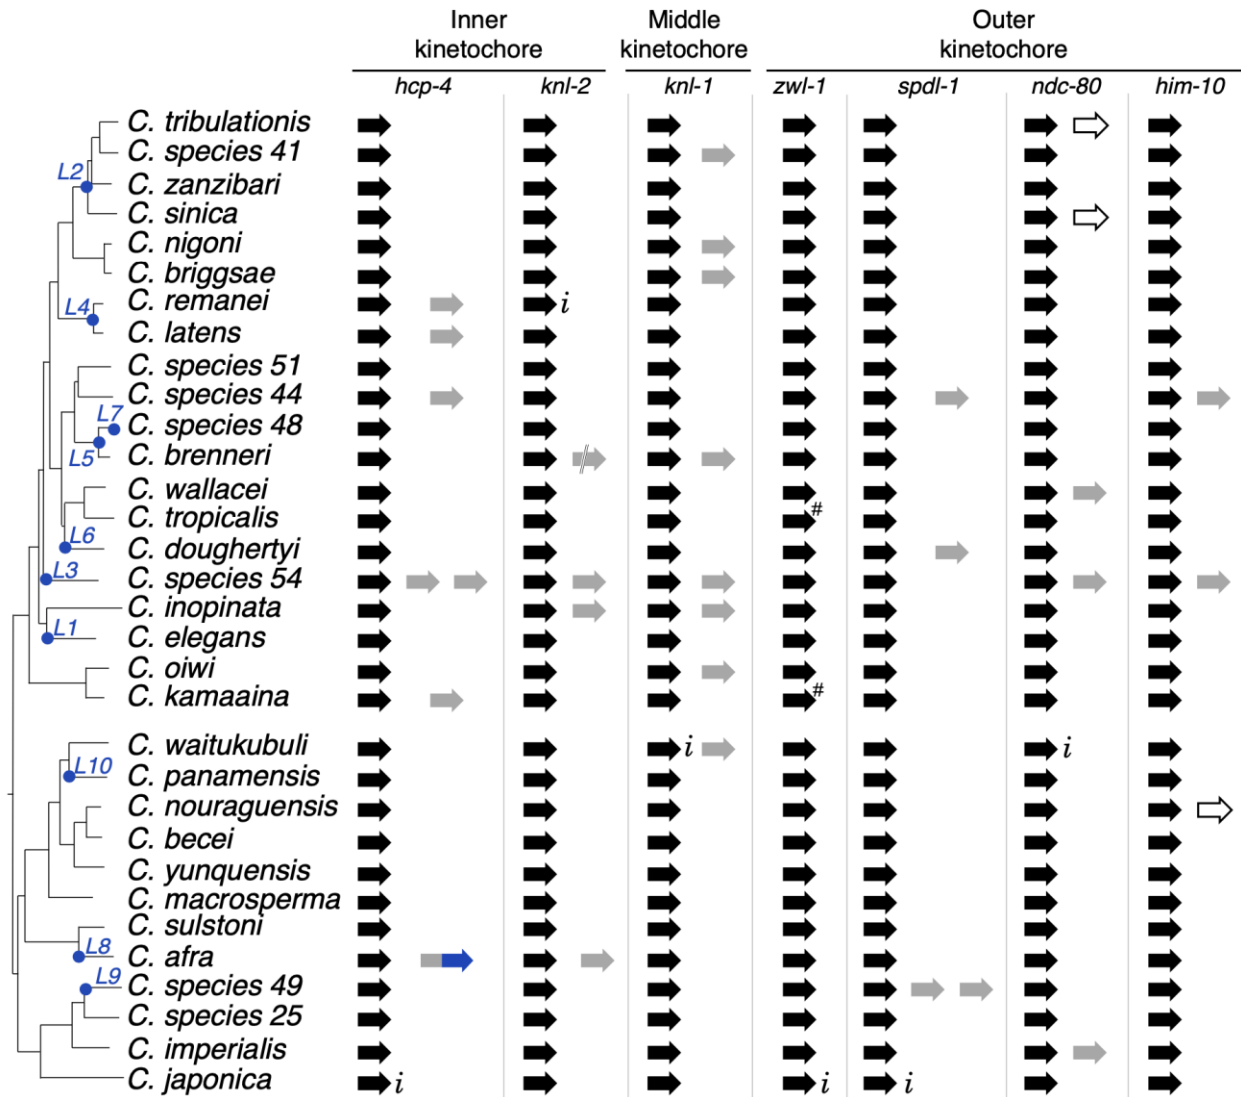 Inner kinetochore
Middle kinetochore
Outer kinetochore
hcp-4 knl-2 knl-1 zwl-1 spdl-1 ndc-80 him-10
C. tribulationis
C. species 41
L2 C. zanzibari
C. sinica
C. nigoni
C. briggsae
L4 C. remanei i
C. latens
C. species 51
C. species 44
L7 C. species 48
L5 C. brenneri
C. wallacei
C. tropicalis #
L6 C. doughertyi
L3 C. species 54
C. inopinata
L1 C. elegans
C. oiwi
C. kamaaina #
C. waitukubuli i i
L10 C. panamensis
C. nouraguensis
C. becei
C. yunquensis
C. macrosperma
C. sulstoni
L8 C. afra
L9 C. species 49
C. species 25
C. imperialis
C. japonica i i i